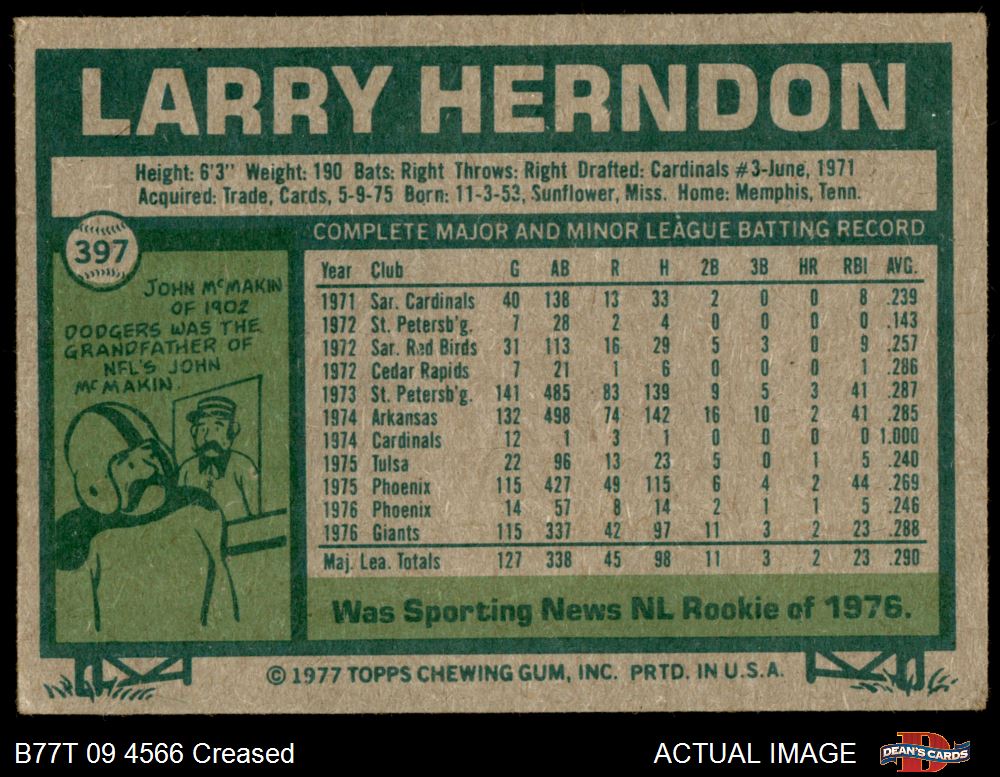 LARRY HERNDON
Height: 6'3" Weight: 190 Bats: Right Throws: Right Drafted: Cardinals #3-June, 1971
Acquired: Trade, Cards, 5-9-75 Born: 11-3-53, Sunflower, Miss. Home: Memphis, Tenn.
397
JOHN McMAKIN
OF 1902
DODGERS WAS THE
GRANDFATHER OF
NFL'S JOHN
McMAKIN.
COMPLETE MAJOR AND MINOR LEAGUE BATTING RECORD
Year Club G AB R H 2B 3B HR RBI AVG.
1971 Sar. Cardinals 40 138 13 33 2 0 0 8 .239
1972 St. Petersb'g. 7 28 2 4 0 0 0 0 .143
1972 Sar. Red Birds 31 113 16 29 5 3 0 9 .257
1972 Cedar Rapids 7 21 1 6 0 0 0 1 .286
1973 St. Petersb'g. 141 485 83 139 9 5 3 41 .287
1974 Arkansas 132 498 74 142 16 10 2 41 .285
1974 Cardinals 12 1 3 1 0 0 0 0 1.000
1975 Tulsa 22 96 13 23 5 0 1 5 .240
1975 Phoenix 115 427 49 115 6 4 2 44 .269
1976 Phoenix 14 57 8 14 2 1 1 5 .246
1976 Giants 115 337 42 97 11 3 2 23 .288
Maj. Lea. Totals 127 338 45 98 11 3 2 23 .290
Was Sporting News NL Rookie of 1976.
© 1977 TOPPS CHEWING GUM, INC. PRTD. IN U.S.A.
B77T 09 4566 Creased
ACTUAL IMAGE
DEAN'S CARDS